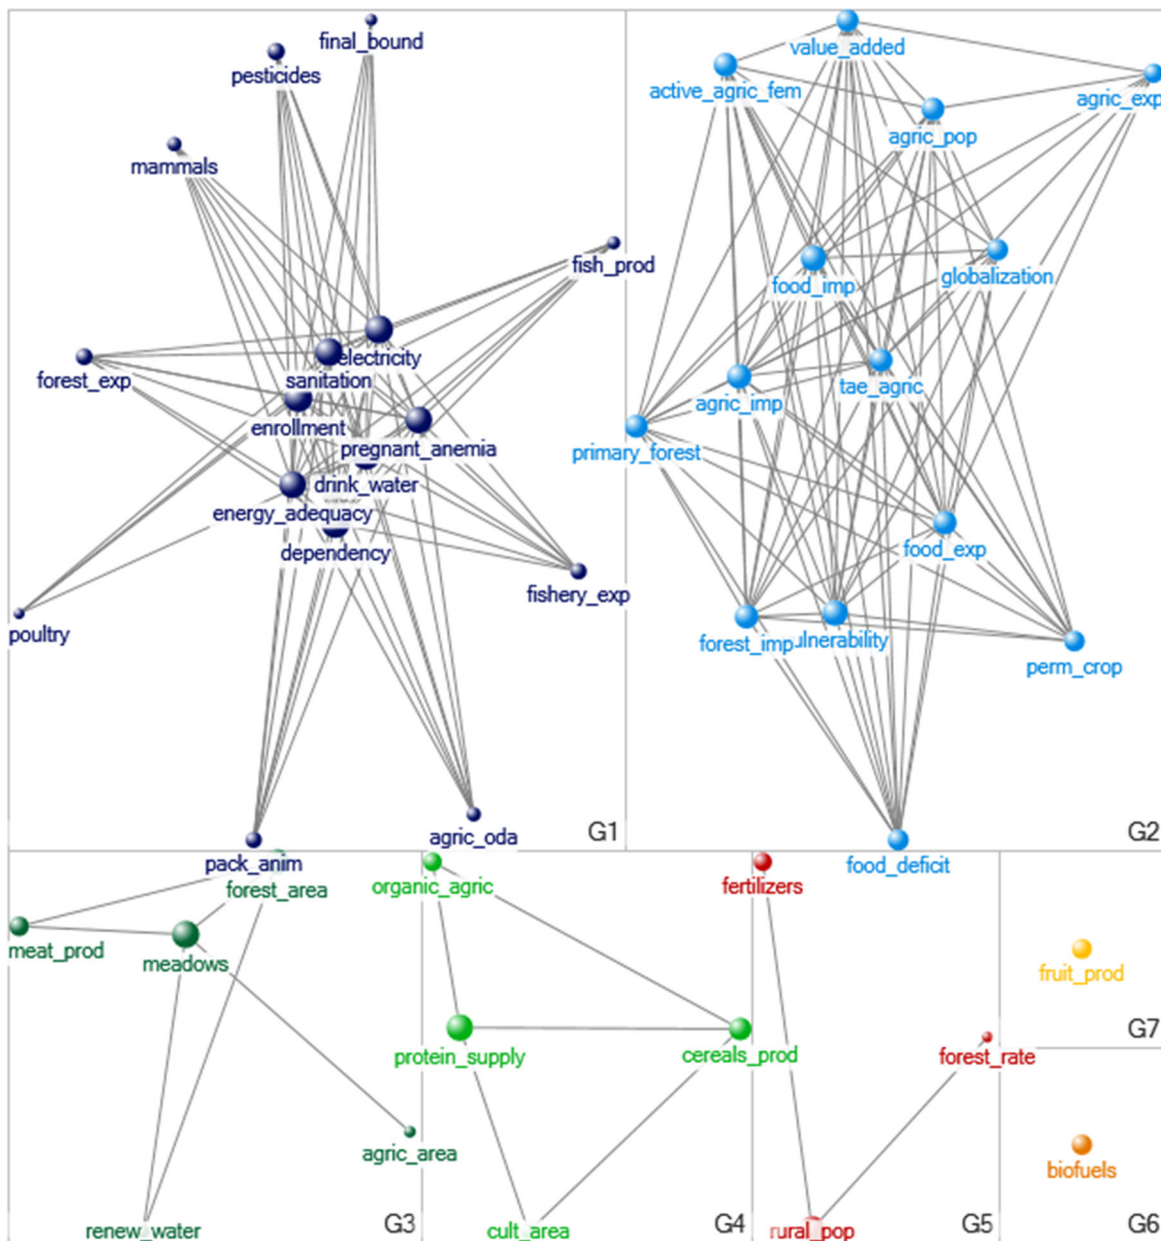 final_bound
pesticides
mammals
fish_prod
forest_exp
electricity
sanitation
enrollment
pregnant_anemia
drink_water
energy_adequacy
dependency
fishery_exp
poultry
agric_oda
pack_anim
G1
value_added
active_agric_fem
agric_exp
agric_pop
food_imp
globalization
agric_imp
tae_agric
primary_forest
food_exp
forest_imp
ulnerability
perm_crop
food_deficit
G2
forest_area
meat_prod
meadows
agric_area
renew_water
G3
organic_agric
protein_supply
cereals_prod
cult_area
G4
fertilizers
forest_rate
rural_pop
G5
fruit_prod
G7
biofuels
G6